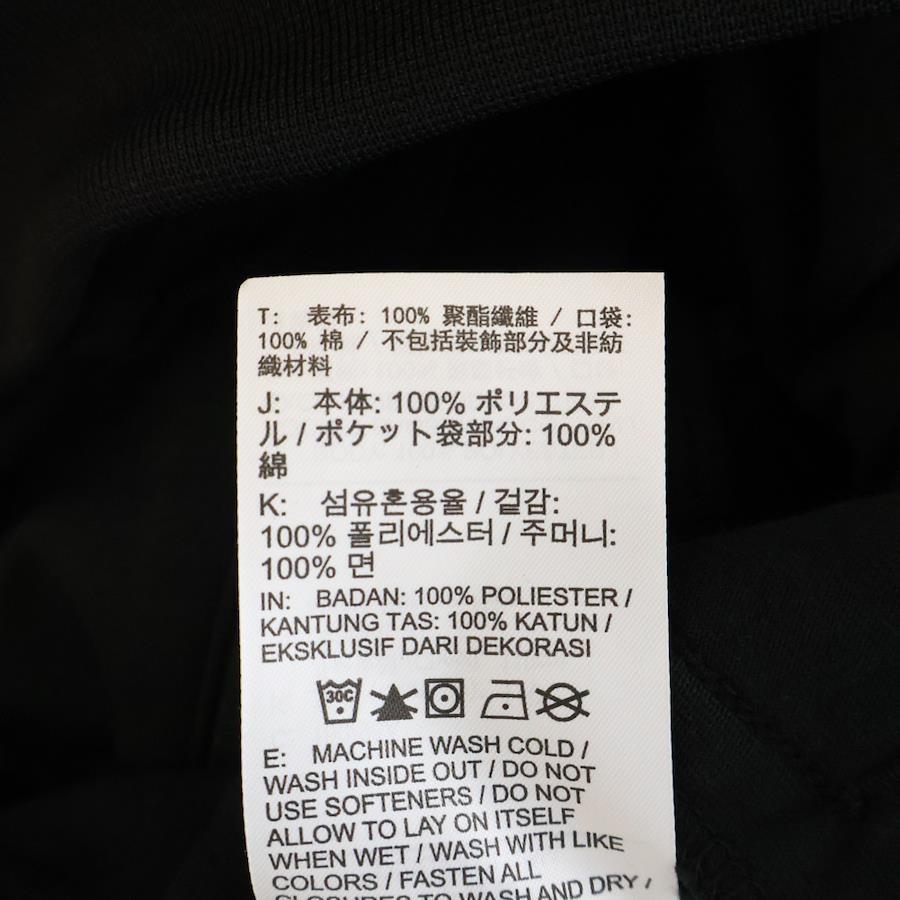 T: 表布: 100% 聚酯纖維 / 口袋:
100% 棉 / 不包括裝飾部分及非紡
織材料
J: 本体: 100% ポリエステ
ル / ポケット袋部分: 100%
綿
K: 섬유혼용율 / 겉감:
100% 폴리에스터 / 주머니:
100% 면
IN: BADAN: 100% POLIESTER /
KANTUNG TAS: 100% KATUN /
EKSKLUSIF DARI DEKORASI
30C
E: MACHINE WASH COLD /
WASH INSIDE OUT / DO NOT
USE SOFTENERS / DO NOT
ALLOW TO LAY ON ITSELF
WHEN WET / WASH WITH LIKE
COLORS / FASTEN ALL
CLOSURES TO WASH AND DRY /